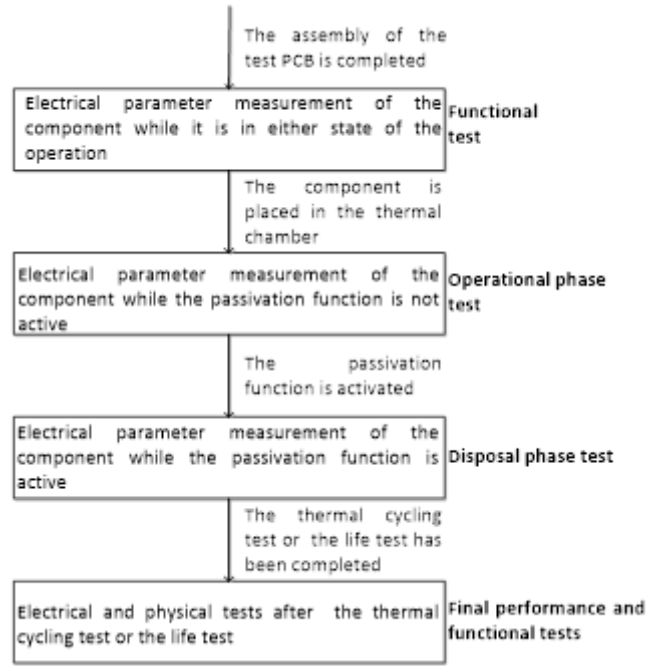 The assembly of the
test PCB is completed
Electrical parameter measurement of the
component while it is in either state of the
operation
Functional
test
The component is
placed in the thermal
chamber
Electrical parameter measurement of the
component while the passivation function is not
active
Operational phase
test
The passivation
function is activated
Electrical parameter measurement of the
component while the passivation function is
active
Disposal phase test
The thermal cycling
test or the life test has
been completed
Electrical and physical tests after the thermal
cycling test or the life test
Final performance and
functional tests